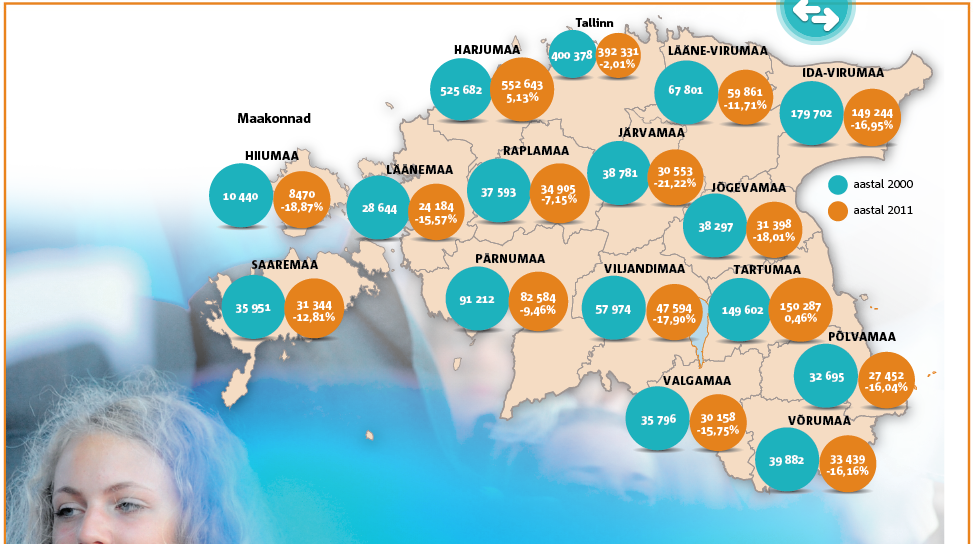 Tallinn
400 378
392 331
-2,01%
HARJUMAA
525 682
552 643
5,13%
LÄÄNE-VIRUMAA
67 801
59 861
-11,71%
IDA-VIRUMAA
179 702
149 244
-16,95%
Maakonnad
HIIUMAA
10 440
8470
-18,87%
LÄÄNEMAA
28 644
24 184
-15,57%
RAPLAMAA
37 593
34 905
-7,15%
JÄRVAMAA
38 781
30 553
-21,22%
JÕGEVAMAA
38 297
31 398
-18,01%
aastal 2000
aastal 2011
SAAREMAA
35 951
31 344
-12,81%
PÄRNUMAA
91 212
82 584
-9,46%
VILJANDIMAA
57 974
47 594
-17,90%
TARTUMAA
149 602
150 287
0,46%
PÕLVAMAA
32 695
27 452
-16,04%
VALGAMAA
35 796
30 158
-15,75%
VÕRUMAA
39 882
33 439
-16,16%